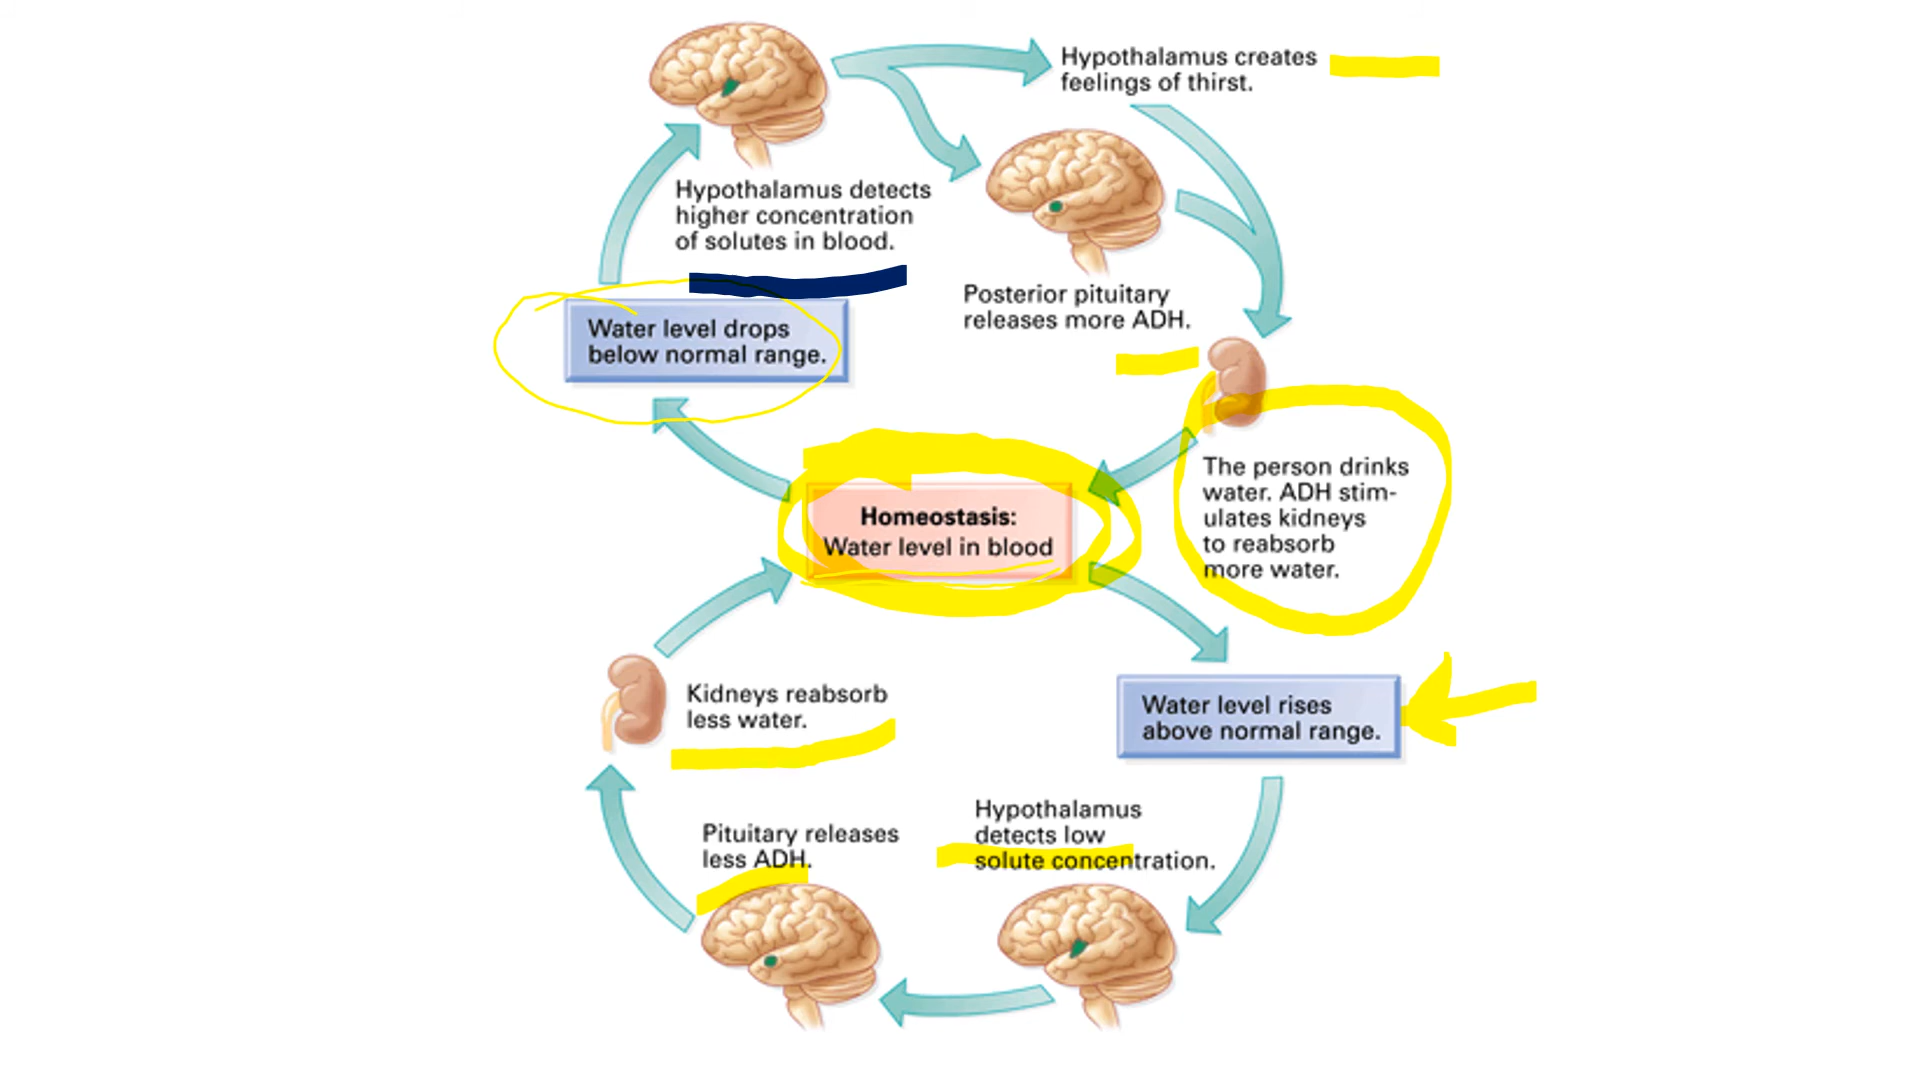 Hypothalamus creates
feelings of thirst.
Hypothalamus detects
higher concentration
of solutes in blood.
Posterior pituitary
releases more ADH.
Water level drops
below normal range.
The person drinks
water. ADH stim-
ulates kidneys
to reabsorb
more water.
Homeostasis:
Water level in blood
Kidneys reabsorb
less water.
Water level rises
above normal range.
Hypothalamus
detects low
solute concentration.
Pituitary releases
less ADH.